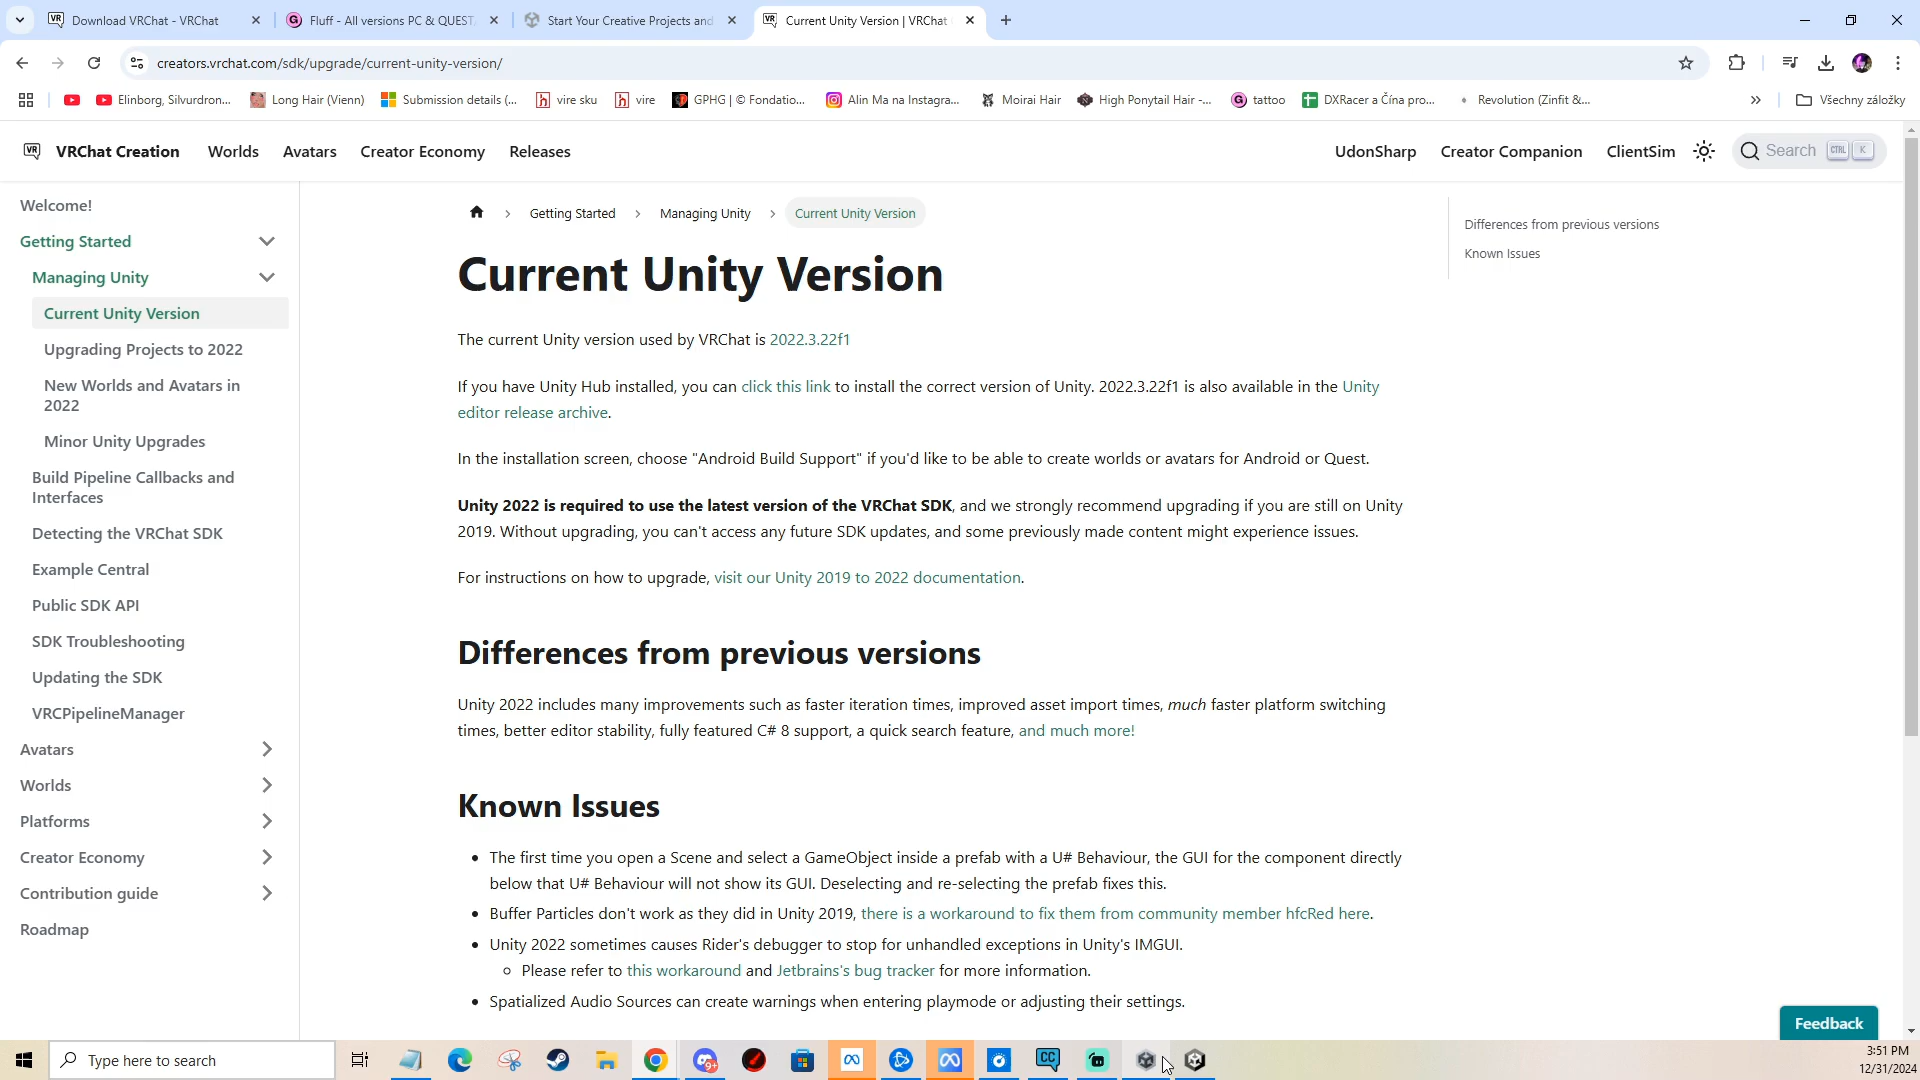 Download VRChat - VRChat
Fluff - All versions PC & QUEST
Start Your Creative Projects and
Current Unity Version | VRChat
creators.vrchat.com/sdk/upgrade/current-unity-version/
Elinborg, Silvurdron...
Long Hair (Vienn)
Submission details (...
vire sku
vire
GPHG | © Fondatio...
Alin Ma na Instagra...
Moirai Hair
High Ponytail Hair -...
tattoo
DXRacer a Čína pro...
Revolution (Zinfit &...
Všechny záložky
VRChat Creation
Worlds
Avatars
Creator Economy
Releases
UdonSharp
Creator Companion
ClientSim
Search CTRL K
Welcome!
Getting Started
Managing Unity
Current Unity Version
Upgrading Projects to 2022
New Worlds and Avatars in
2022
Minor Unity Upgrades
Build Pipeline Callbacks and
Interfaces
Detecting the VRChat SDK
Example Central
Public SDK API
SDK Troubleshooting
Updating the SDK
VRCPipelineManager
Avatars
Worlds
Platforms
Creator Economy
Contribution guide
Roadmap
Getting Started
Managing Unity
Current Unity Version
Current Unity Version
The current Unity version used by VRChat is 2022.3.22f1
If you have Unity Hub installed, you can click this link to install the correct version of Unity. 2022.3.22f1 is also available in the Unity
editor release archive.
In the installation screen, choose "Android Build Support" if you'd like to be able to create worlds or avatars for Android or Quest.
Unity 2022 is required to use the latest version of the VRChat SDK, and we strongly recommend upgrading if you are still on Unity
2019. Without upgrading, you can't access any future SDK updates, and some previously made content might experience issues.
For instructions on how to upgrade, visit our Unity 2019 to 2022 documentation.
Differences from previous versions
Unity 2022 includes many improvements such as faster iteration times, improved asset import times, much faster platform switching
times, better editor stability, fully featured C# 8 support, a quick search feature, and much more!
Known Issues
The first time you open a Scene and select a GameObject inside a prefab with a U# Behaviour, the GUI for the component directly
below that U# Behaviour will not show its GUI. Deselecting and re-selecting the prefab fixes this.
Buffer Particles don't work as they did in Unity 2019, there is a workaround to fix them from community member hfcRed here.
Unity 2022 sometimes causes Rider's debugger to stop for unhandled exceptions in Unity's IMGUI.
Please refer to this workaround and Jetbrains's bug tracker for more information.
Spatialized Audio Sources can create warnings when entering playmode or adjusting their settings.
Differences from previous versions
Known Issues
Feedback
Type here to search
3:51 PM
12/31/2024